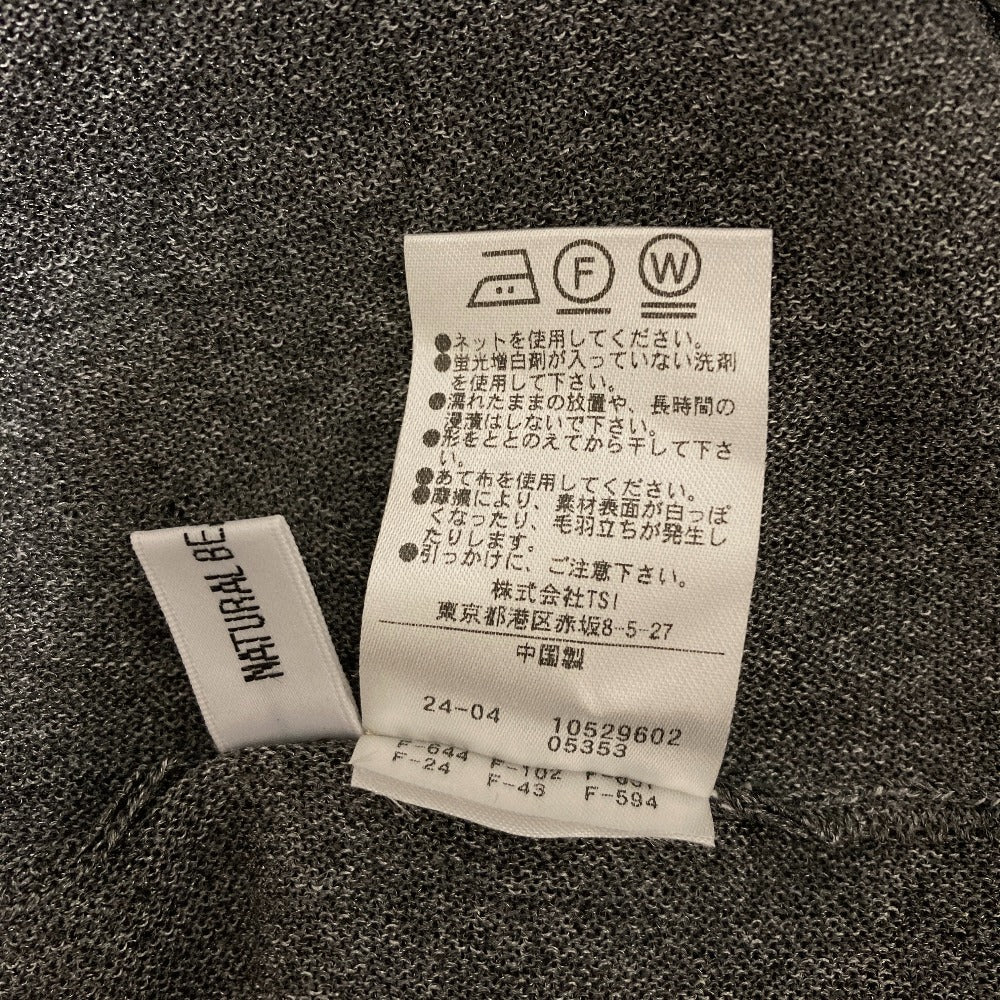 F
W
●ネットを使用してください。
●蛍光増白剤が入っていない洗剤
を使用して下さい。
●濡れたままの放置や、長時間の
浸漬はしないで下さい。
●形をととのえてから干して下さ
い。
●あて布を使用してください。
●摩擦により、素材表面が白っぽ
くなったり、毛羽立ちが発生し
たりします。
●引っかけに、ご注意下さい。
株式会社TSI
東京都港区赤坂8-5-27
中国製
24-04 10529602
05353
F-644 F-102
F-24 F-43 F-594
NATURAL BE